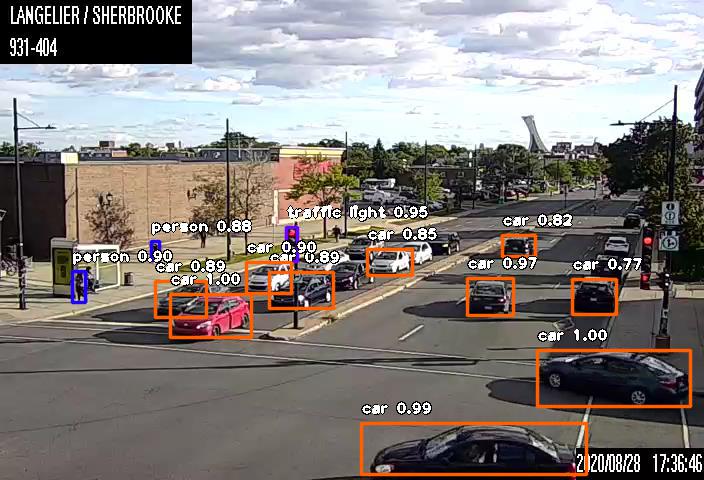 LANGELIER / SHERBROOKE
931-404
traffic light 0.95
person 0.88
car 0.82
car 0.90
car 0.85
person 0.90
car 0.89
car 0.89
car 0.97
car 0.77
car 1.00
car 1.00
car 0.99
2020/08/28 17:36:46